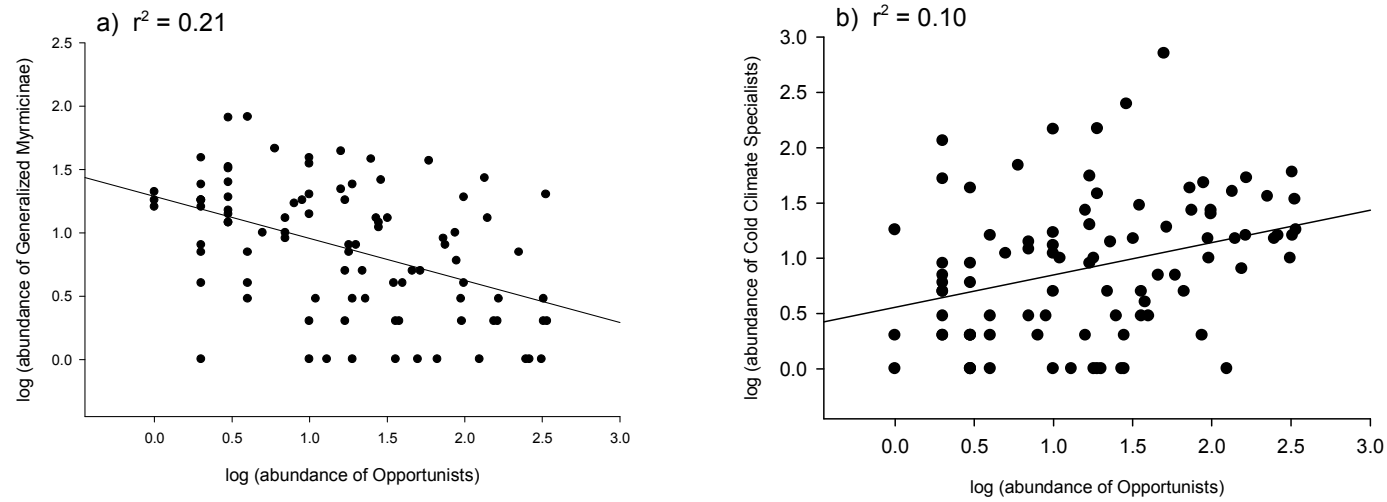 a) r² = 0.21
2.5
2.0
1.5
1.0
0.5
0.0
log (abundance of Generalized Myrmicinae)
0.0 0.5 1.0 1.5 2.0 2.5 3.0
log (abundance of Opportunists)
b) r² = 0.10
3.0
2.5
2.0
1.5
1.0
0.5
0.0
log (abundance of Cold Climate Specialists)
0.0 0.5 1.0 1.5 2.0 2.5 3.0
log (abundance of Opportunists)